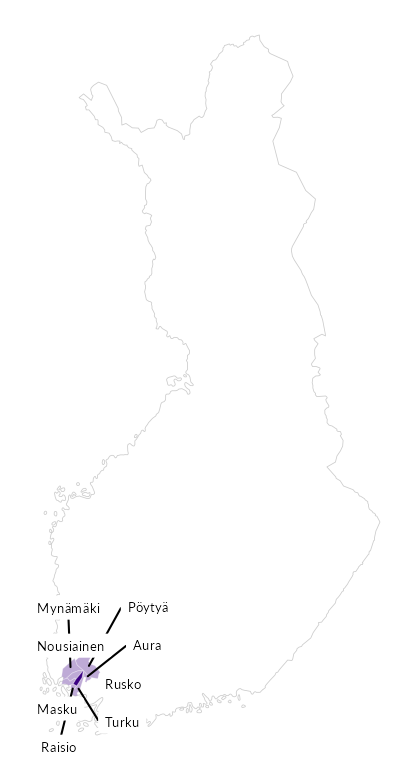 Mynämäki
Pöytyä
Nousiainen
Aura
Rusko
Masku
Turku
Raisio